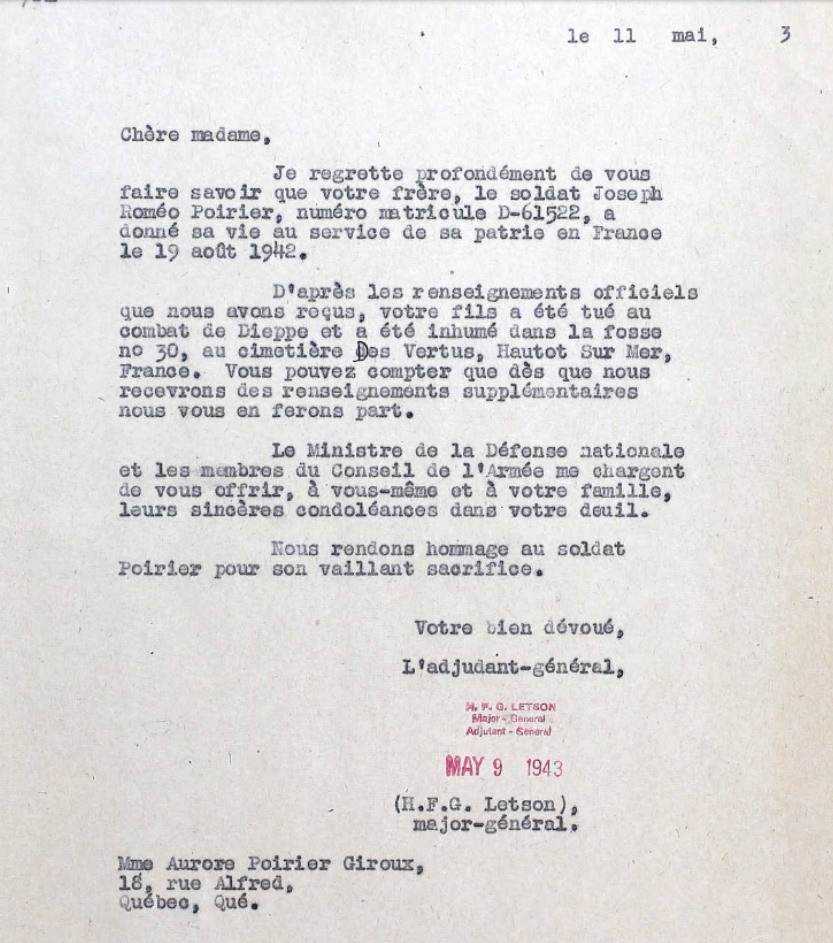 le 11 mai, 3
Chère madame,
Je regrette profondément de vous
faire savoir que votre frère, le soldat Joseph
Roméo Poirier, numéro matricule D-61522, a
donné sa vie au service de sa patrie en France
le 19 août 1942.
D'après les renseignements officiels
que nous avons reçus, votre fils a été tué au
combat de Dieppe et a été inhumé dans la fosse
no 30, au cimetière Des Vertus, Hautot Sur Mer,
France. Vous pouvez compter que dès que nous
recevrons des renseignements supplémentaires
nous vous en ferons part.
Le Ministre de la Défense nationale
et les membres du Conseil de l'Armée me chargent
de vous offrir, à vous-même et à votre famille,
leurs sincères condoléances dans votre deuil.
Nous rendons hommage au soldat
Poirier pour son vaillant sacrifice.
Votre bien dévoué,
L'adjudant-général,
H. F. G. LETSON
Major - General
Adjutant - General
MAY 9 1943
(H.F.G. Letson),
major-général.
Mme Aurore Poirier Giroux,
18, rue Alfred,
Québec, Qué.